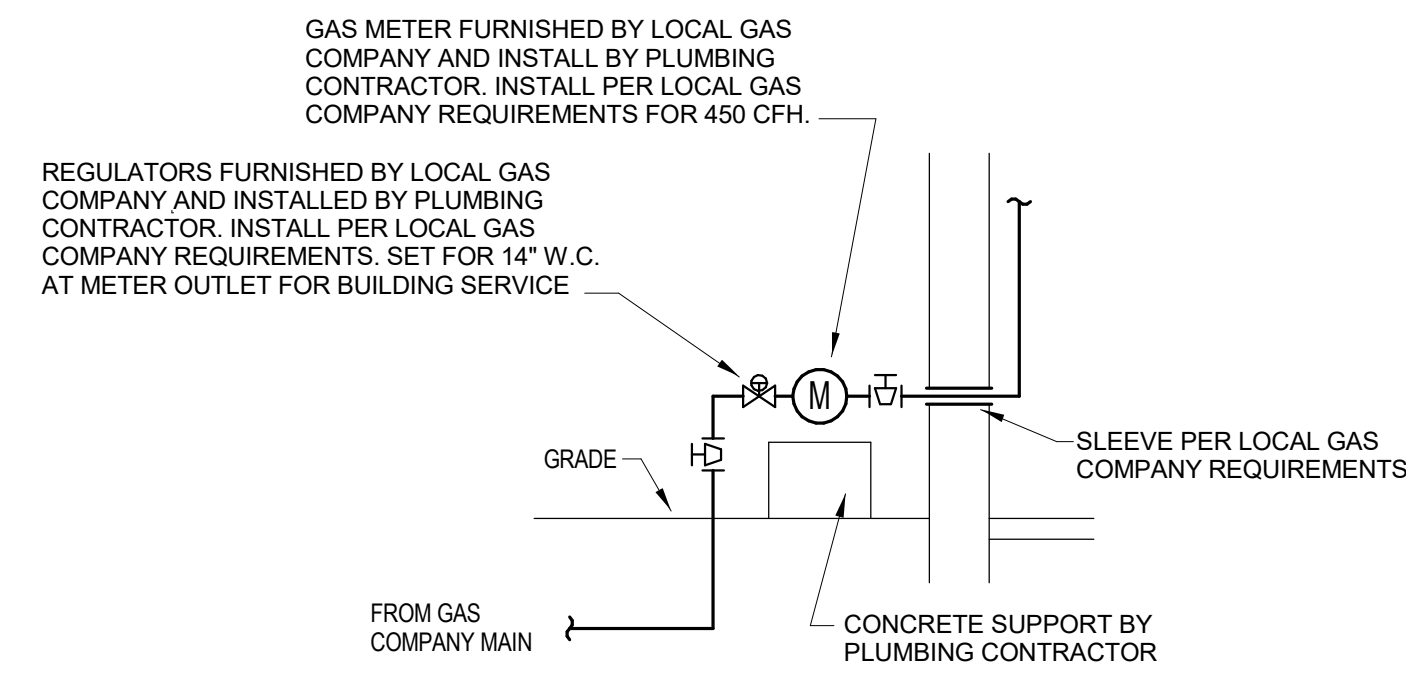 GAS METER FURNISHED BY LOCAL GAS
COMPANY AND INSTALL BY PLUMBING
CONTRACTOR. INSTALL PER LOCAL GAS
COMPANY REQUIREMENTS FOR 450 CFH.
REGULATORS FURNISHED BY LOCAL GAS
COMPANY AND INSTALLED BY PLUMBING
CONTRACTOR. INSTALL PER LOCAL GAS
COMPANY REQUIREMENTS. SET FOR 14" W.C.
AT METER OUTLET FOR BUILDING SERVICE
M
GRADE
SLEEVE PER LOCAL GAS
COMPANY REQUIREMENTS
FROM GAS
COMPANY MAIN
CONCRETE SUPPORT BY
PLUMBING CONTRACTOR